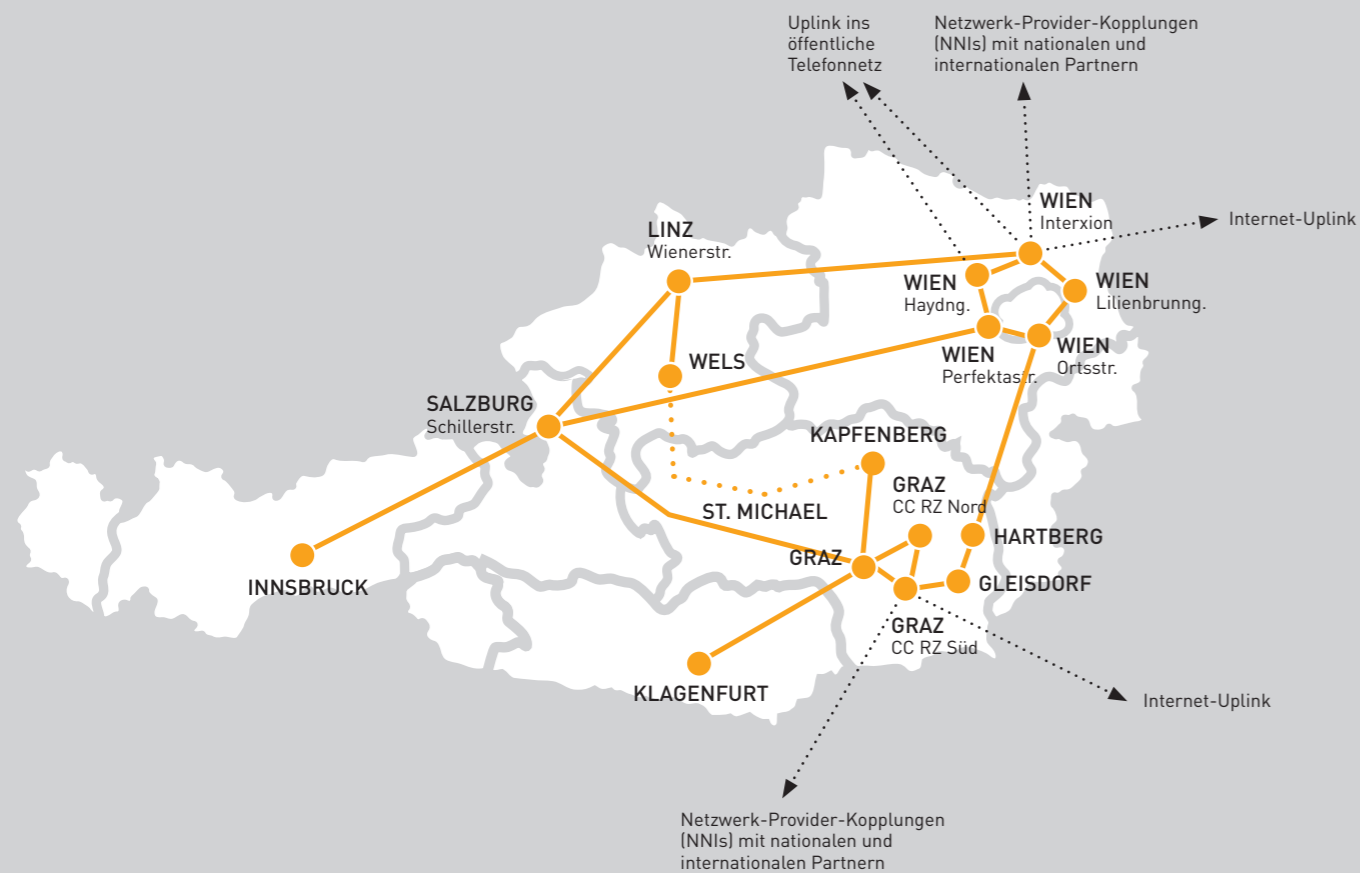 Uplink ins
öffentliche
Telefonnetz
Netzwerk-Provider-Kopplungen
(NNIs) mit nationalen und
internationalen Partnern
WIEN
Interxion
Internet-Uplink
LINZ
Wienerstr.
WIEN
Haydng.
WIEN
Lilienbrunng.
WIEN
Perfektastr.
WIEN
Ortsstr.
WELS
SALZBURG
Schillerstr.
KAPFENBERG
GRAZ
CC RZ Nord
ST. MICHAEL
HARTBERG
GRAZ
GLEISDORF
INNSBRUCK
GRAZ
CC RZ Süd
KLAGENFURT
Internet-Uplink
Netzwerk-Provider-Kopplungen
(NNIs) mit nationalen und
internationalen Partnern